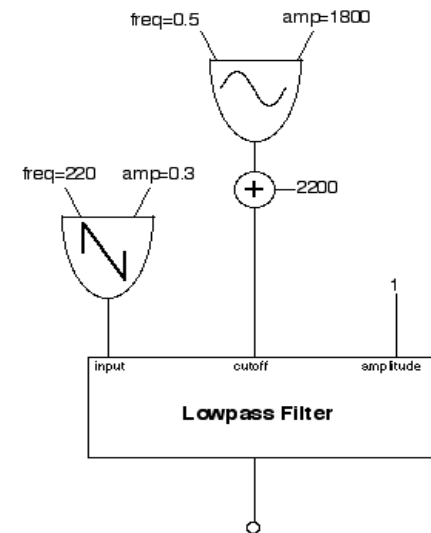 freq=0.5 amp=1800
+ 2200
freq=220 amp=0.3
1
input cutoff amplitude
Lowpass Filter